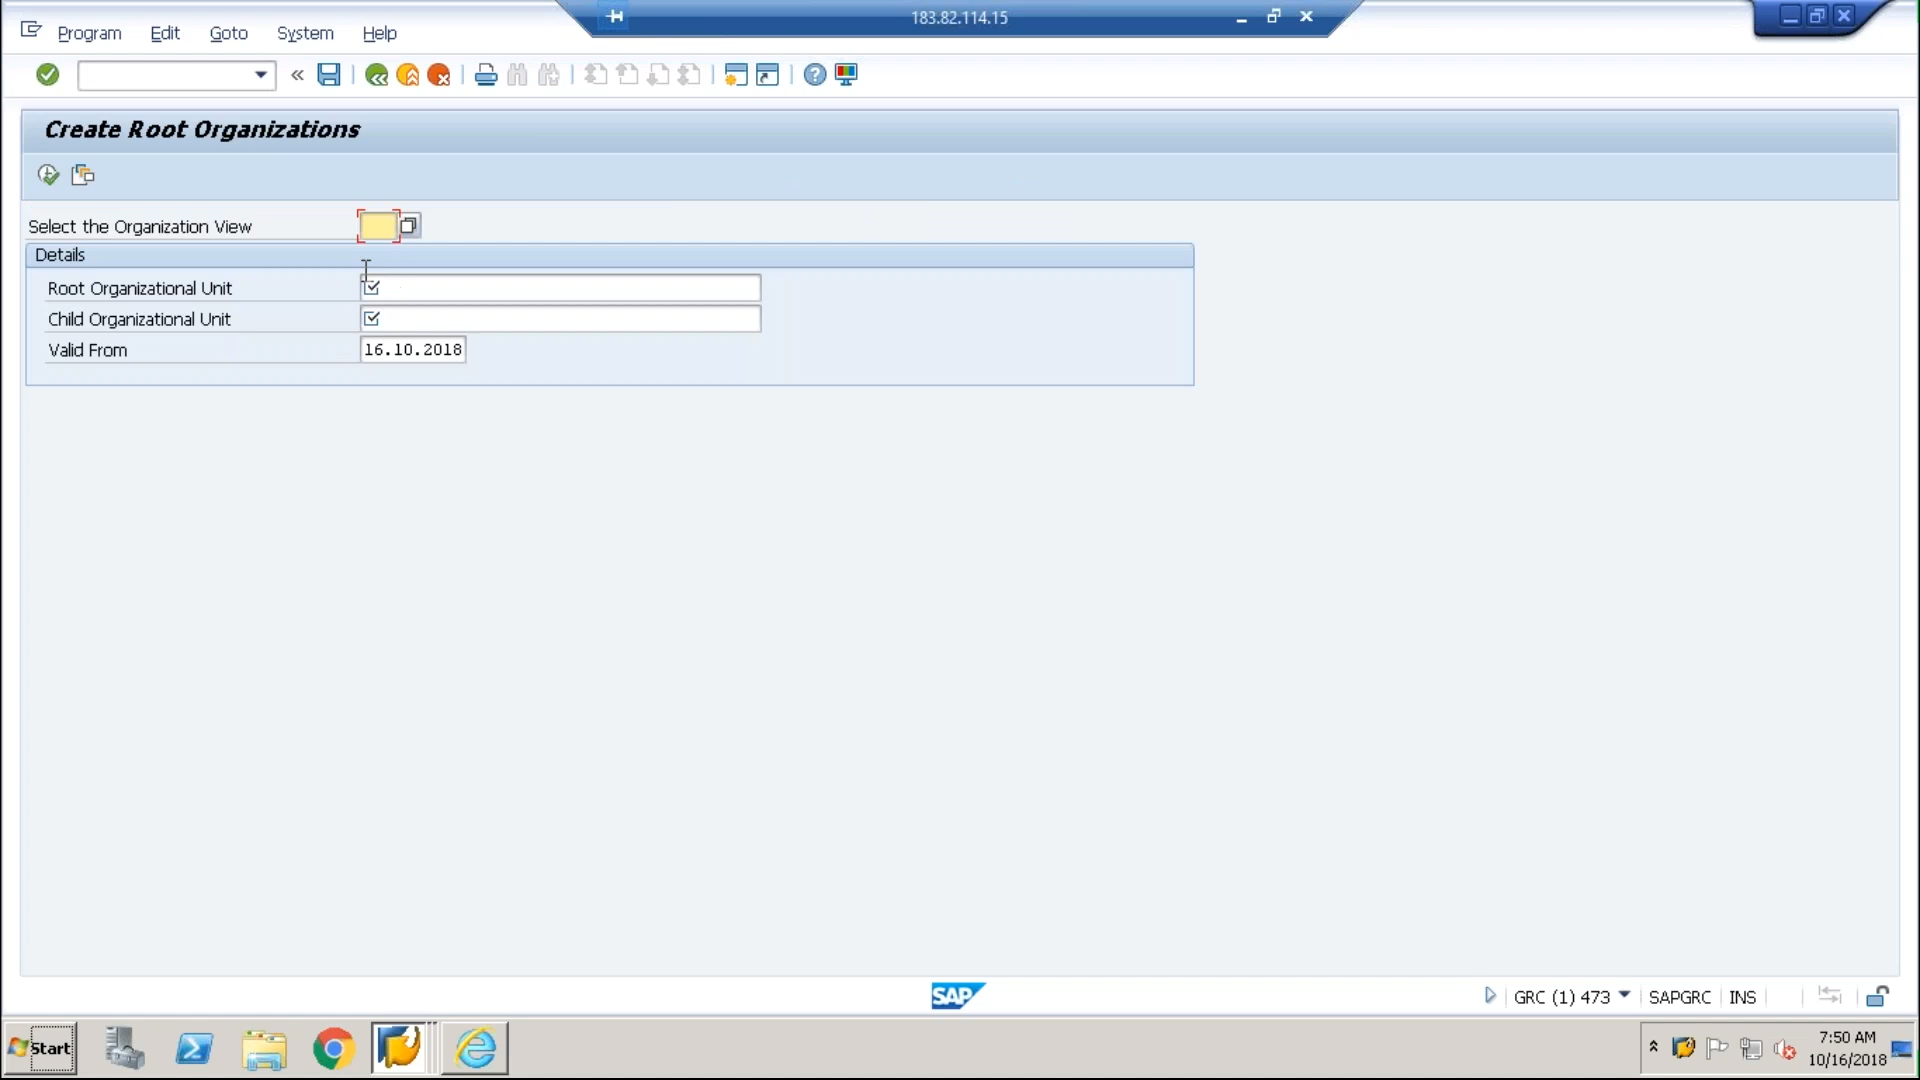 183.82.114.15
Program Edit Goto System Help
Create Root Organizations
Select the Organization View
Details
Root Organizational Unit
Child Organizational Unit
Valid From 16.10.2018
SAP
GRC (1) 473 SAPGRC INS
Start
7:50 AM
10/16/2018